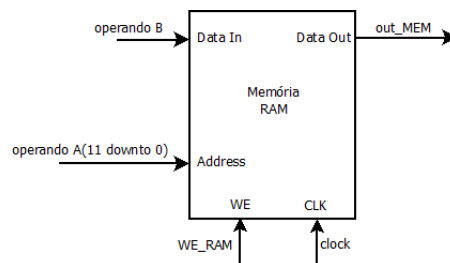 operando B
Data In
Data Out
out_MEM
Memória
RAM
operando A(11 downto 0)
Address
WE
CLK
WE_RAM
clock